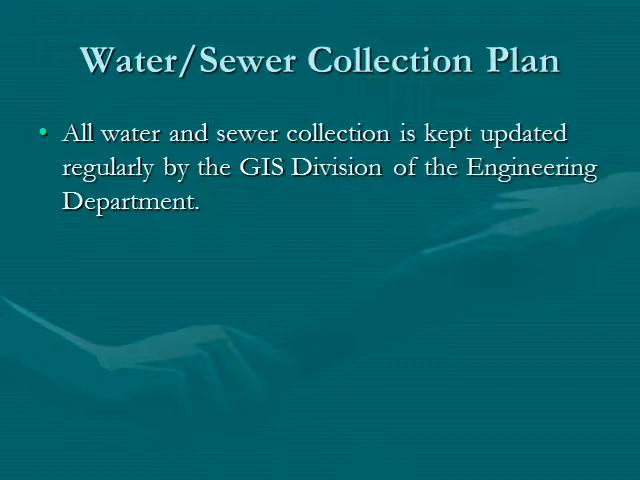 Water/Sewer Collection Plan
• All water and sewer collection is kept updated
regularly by the GIS Division of the Engineering
Department.